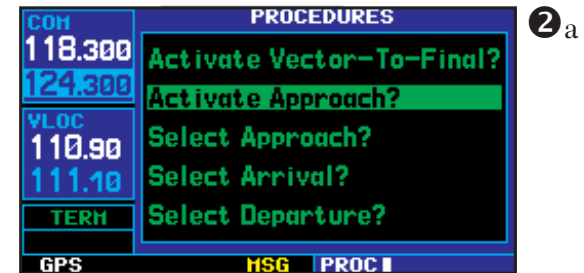 COM
118.300
124.300
VLOC
110.90
111.10
TERM
GPS
PROCEDURES
Activate Vector-To-Final?
Activate Approach?
Select Approach?
Select Arrival?
Select Departure?
MSG
PROC
2a